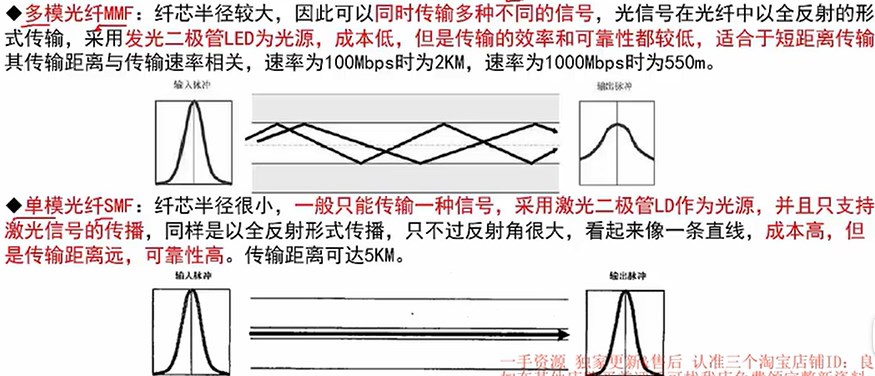 ◆多模光纤MMF：纤芯半径较大，因此可以同时传输多种不同的信号，光信号在光纤中以全反射的形
式传输，采用发光二极管LED为光源，成本低，但是传输的效率和可靠性都较低，适合于短距离传输
其传输距离与传输速率相关，速率为100Mbps时为2KM，速率为1000Mbps时为550m。
输入脉冲
输出脉冲
◆单模光纤SMF：纤芯半径很小，一般只能传输一种信号，采用激光二极管LD作为光源，并且只支持
激光信号的传播，同样是以全反射形式传播，只不过反射角很大，看起来像一条直线，成本高，但
是传输距离远，可靠性高。传输距离可达5KM。
输入脉冲
输出脉冲
一手资源 独家更新&售后 认准三个淘宝店铺ID：良